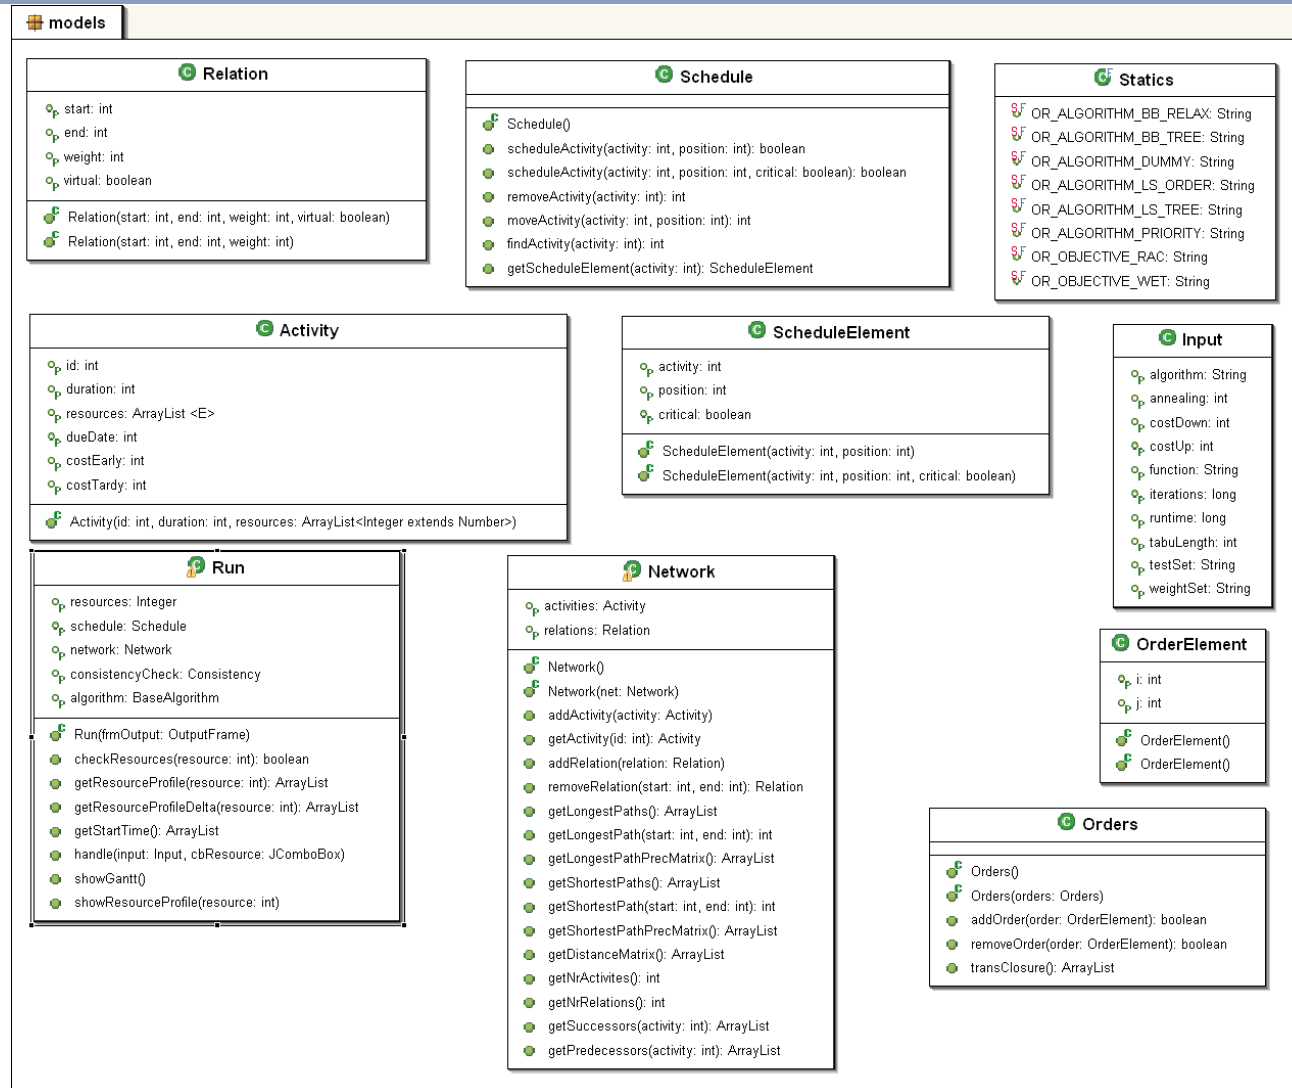 models
Relation
start: int
end: int
weight: int
virtual: boolean
Relation(start: int, end: int, weight: int, virtual: boolean)
Relation(start: int, end: int, weight: int)
Schedule
Schedule()
scheduleActivity(activity: int, position: int): boolean
scheduleActivity(activity: int, position: int, critical: boolean): boolean
removeActivity(activity: int): int
moveActivity(activity: int, position: int): int
findActivity(activity: int): int
getScheduleElement(activity: int): ScheduleElement
Statics
OR_ALGORITHM_BB_RELAX: String
OR_ALGORITHM_BB_TREE: String
OR_ALGORITHM_DUMMY: String
OR_ALGORITHM_LS_ORDER: String
OR_ALGORITHM_LS_TREE: String
OR_ALGORITHM_PRIORITY: String
OR_OBJECTIVE_RAC: String
OR_OBJECTIVE_WET: String
Activity
id: int
duration: int
resources: ArrayList <E>
dueDate: int
costEarly: int
costTardy: int
Activity(id: int, duration: int, resources: ArrayList<Integer extends Number>)
ScheduleElement
activity: int
position: int
critical: boolean
ScheduleElement(activity: int, position: int)
ScheduleElement(activity: int, position: int, critical: boolean)
Input
algorithm: String
annealing: int
costDown: int
costUp: int
function: String
iterations: long
runtime: long
tabuLength: int
testSet: String
weightSet: String
Run
resources: Integer
schedule: Schedule
network: Network
consistencyCheck: Consistency
algorithm: BaseAlgorithm
Run(frmOutput: OutputFrame)
checkResources(resource: int): boolean
getResourceProfile(resource: int): ArrayList
getResourceProfileDelta(resource: int): ArrayList
getStartTime(): ArrayList
handle(input: Input, cbResource: JComboBox)
showGantt()
showResourceProfile(resource: int)
Network
activities: Activity
relations: Relation
Network()
Network(net: Network)
addActivity(activity: Activity)
getActivity(id: int): Activity
addRelation(relation: Relation)
removeRelation(start: int, end: int): Relation
getLongestPaths(): ArrayList
getLongestPath(start: int, end: int): int
getLongestPathPrecMatrix(): ArrayList
getShortestPaths(): ArrayList
getShortestPath(start: int, end: int): int
getShortestPathPrecMatrix(): ArrayList
getDistanceMatrix(): ArrayList
getNrActivites(): int
getNrRelations(): int
getSuccessors(activity: int): ArrayList
getPredecessors(activity: int): ArrayList
OrderElement
i: int
j: int
OrderElement()
OrderElement()
Orders
Orders()
Orders(orders: Orders)
addOrder(order: OrderElement): boolean
removeOrder(order: OrderElement): boolean
transClosure(): ArrayList